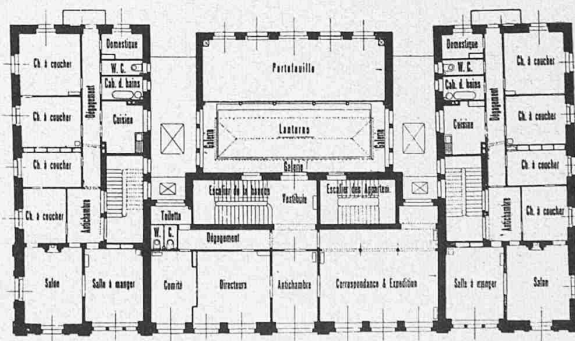 Domestique
Ch. à coucher
W. C.
Cab. d. bains
Dégagement
Ch. à coucher
Cuisine
Ch. à coucher
Ch. à coucher
Antichambre
Salon
Salle à manger
Portefeuille
Galerie
Lanterne
Galerie
Galerie
Escalier de la banque
Vestibule
Escalier des Appartem.
Toilette
W. C.
Dégagement
Comité
Directeurs
Antichambre
Correspondance & Expédition
Domestique
W. C.
Ch. à coucher
Cab. d. bains
Dégagement
Cuisine
Ch. à coucher
Ch. à coucher
Ch. à coucher
Antichambre
Salle à manger
Salon